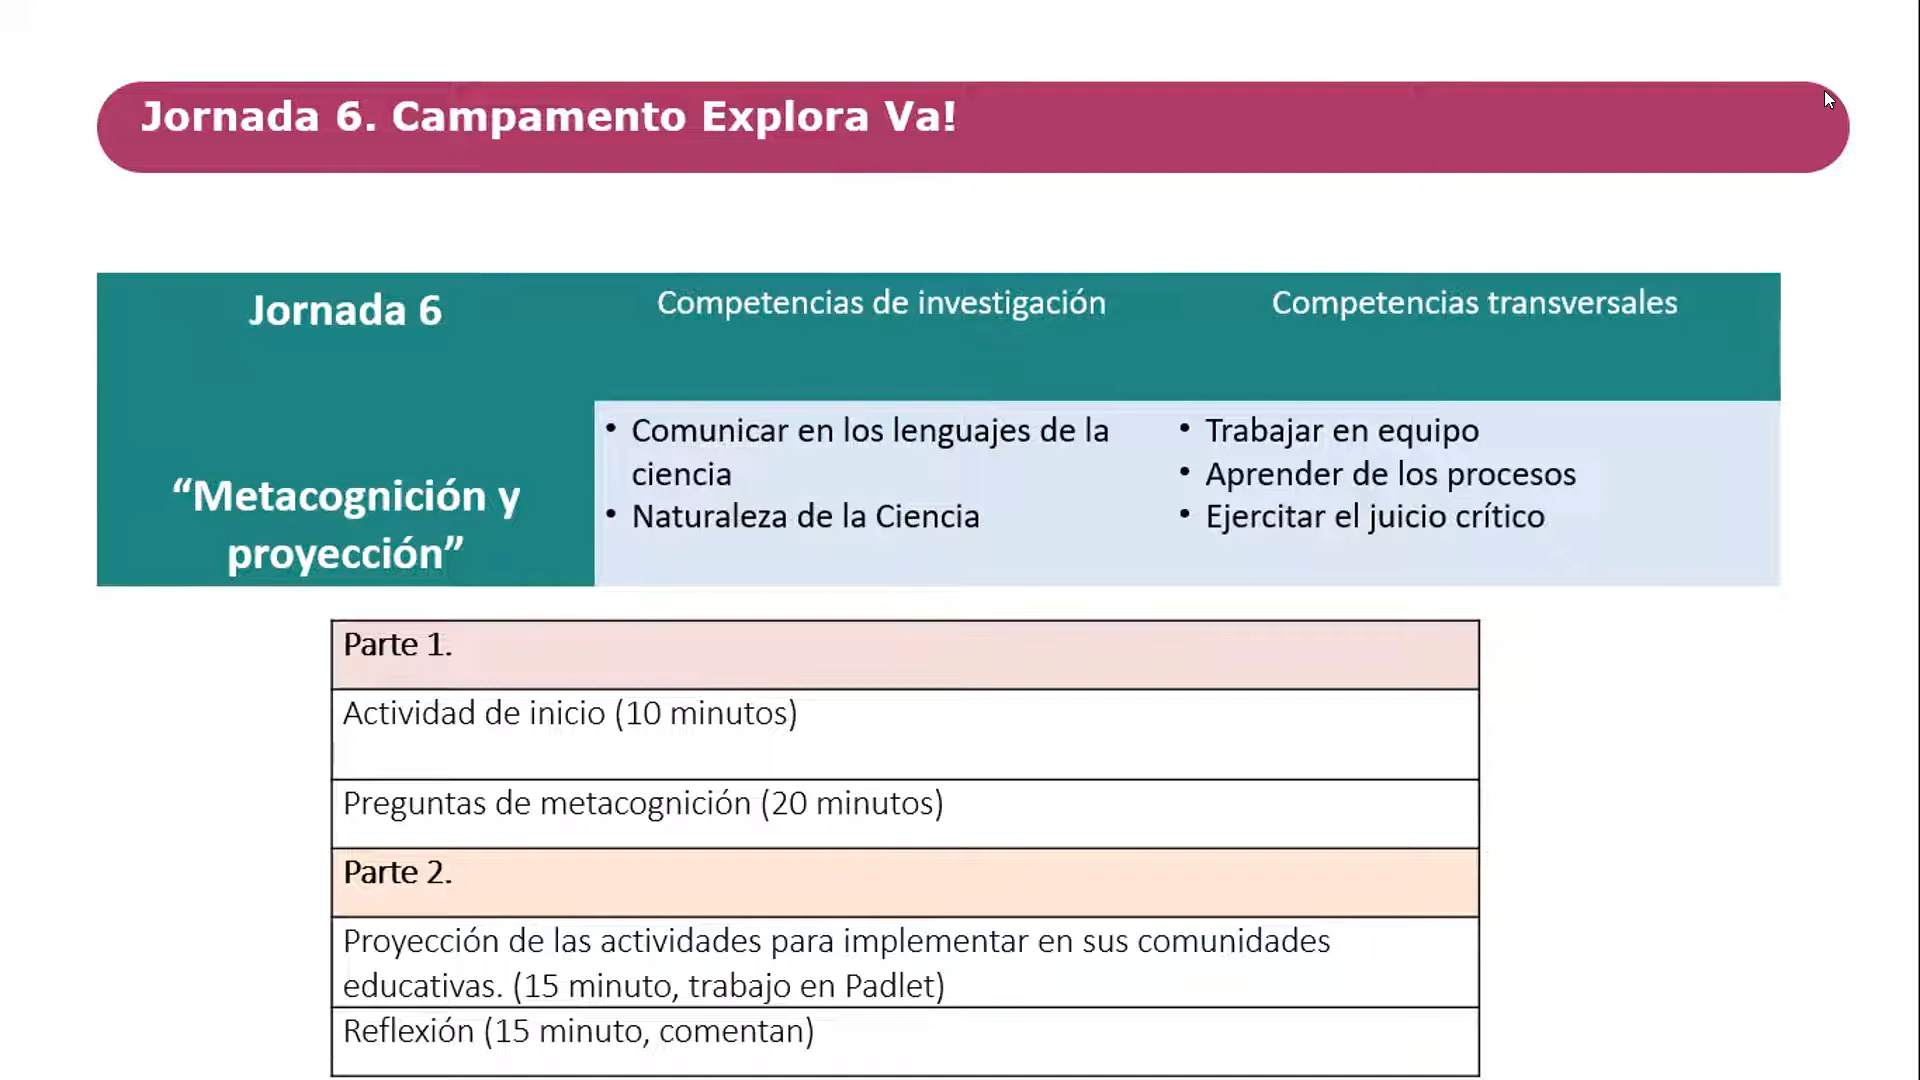 Jornada 6. Campamento Explora Va!
Jornada 6
Competencias de investigación
Competencias transversales
“Metacognición y
proyección”
• Comunicar en los lenguajes de la
ciencia
• Naturaleza de la Ciencia
• Trabajar en equipo
• Aprender de los procesos
• Ejercitar el juicio crítico
Parte 1.
Actividad de inicio (10 minutos)
Preguntas de metacognición (20 minutos)
Parte 2.
Proyección de las actividades para implementar en sus comunidades
educativas. (15 minuto, trabajo en Padlet)
Reflexión (15 minuto, comentan)